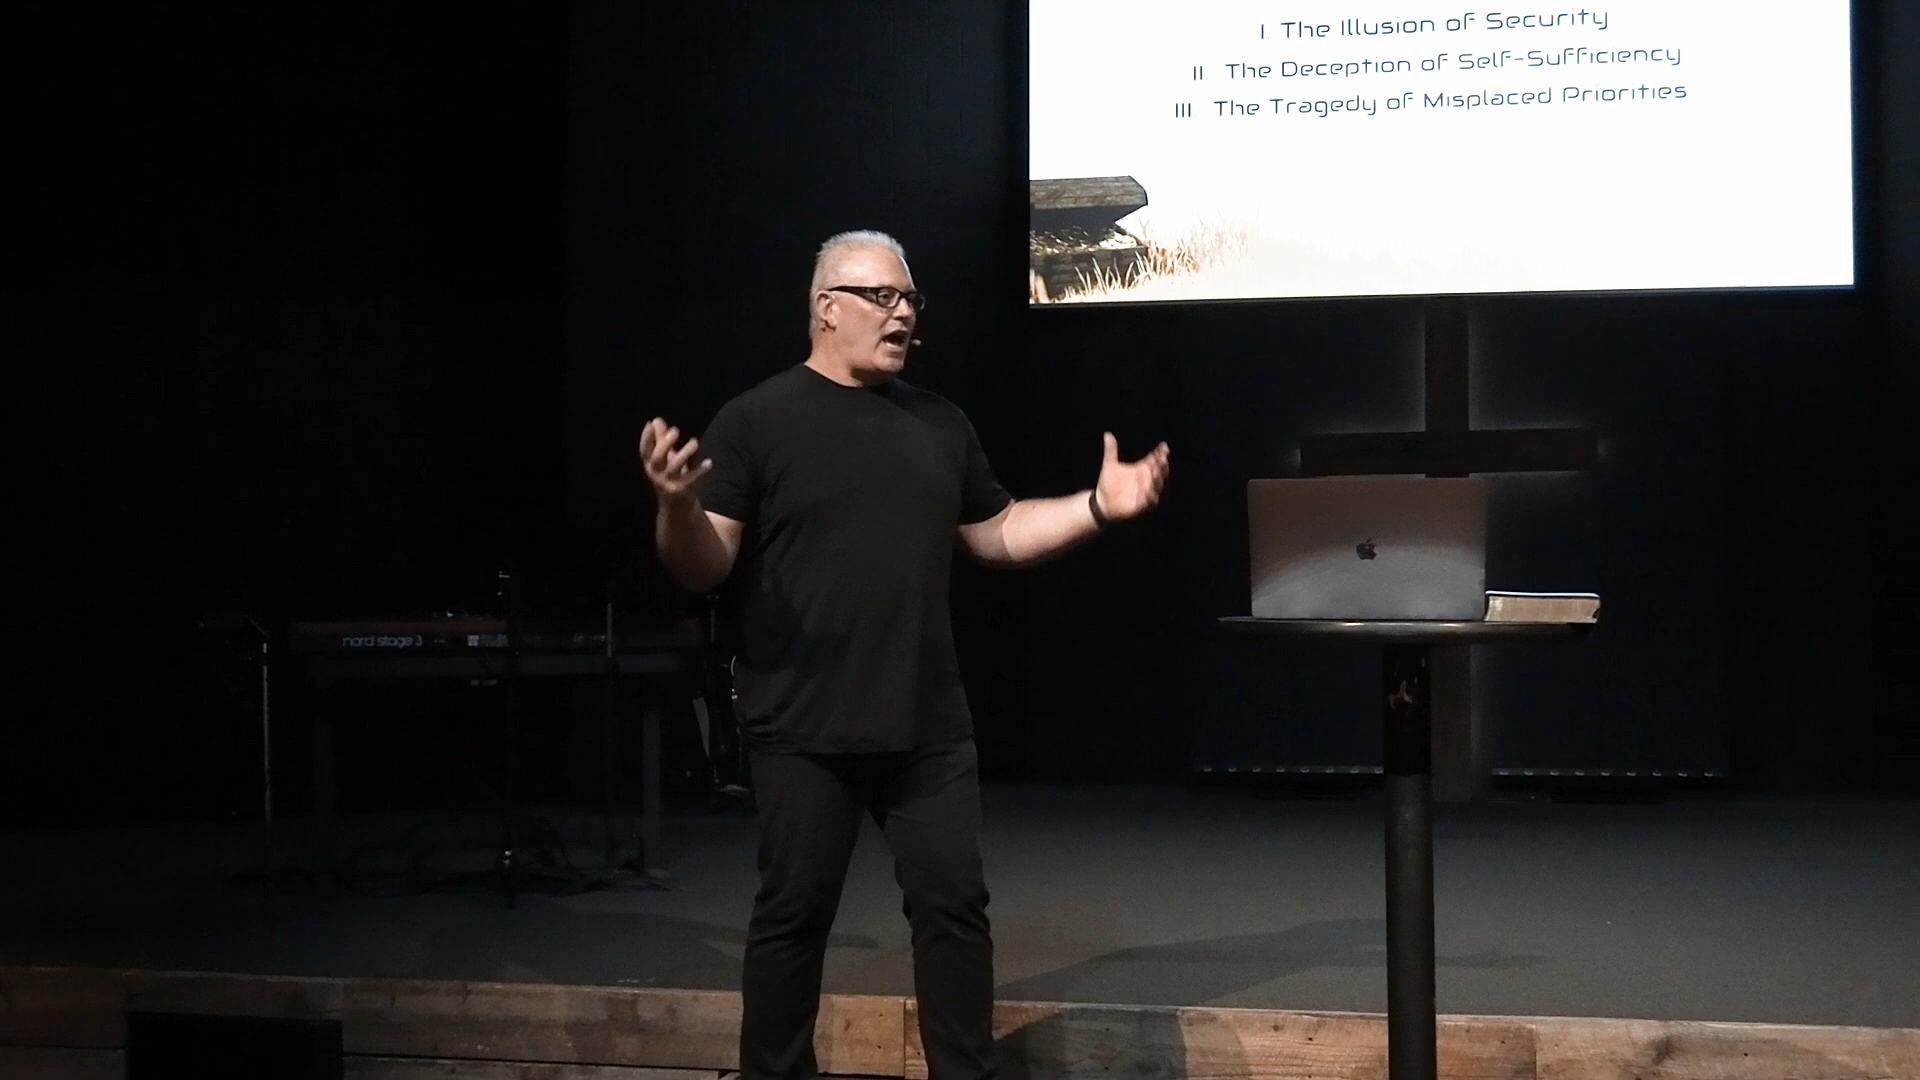 I. The Illusion of Security
II  The Deception of Self-Sufficiency
III. The Tragedy of Misplaced Priorities
nord stage 3